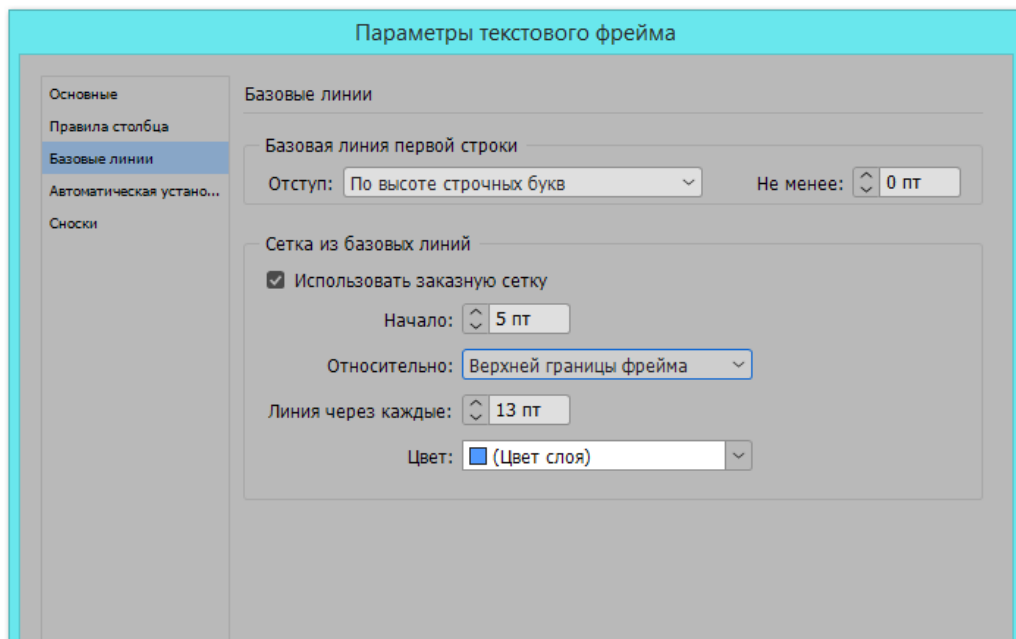 Параметры текстового фрейма
Основные
Правила столбца
Базовые линии
Автоматическая устано...
Сноски
Базовые линии
Базовая линия первой строки
Отступ: По высоте строчных букв Не менее: 0 пт
Сетка из базовых линий
Использовать заказную сетку
Начало: 5 пт
Относительно: Верхней границы фрейма
Линия через каждые: 13 пт
Цвет: (Цвет слоя)